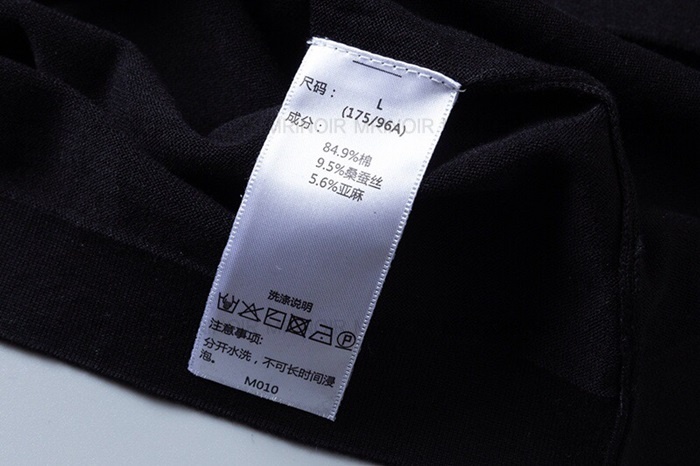 尺码： L
(175/96A)
成分：
MRINOIR MRINOIR
84.9%棉
9.5%桑蚕丝
5.6%亚麻
洗涤说明
P
注意事项:
分开水洗，不可长时间浸
泡。
M010